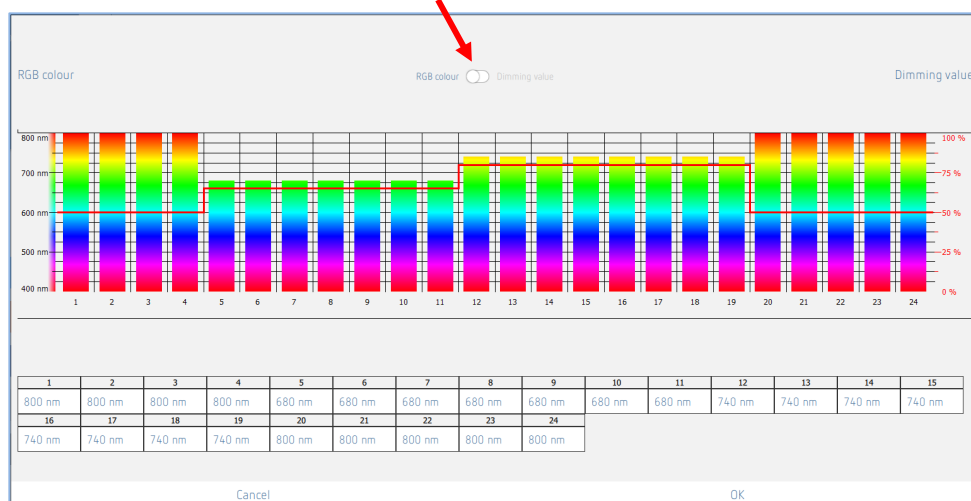 RGB colour RGB colour Dimming value Dimming value
800 nm 100 %
700 nm 75 %
600 nm 50 %
500 nm 25 %
400 nm 0 %
1 2 3 4 5 6 7 8 9 10 11 12 13 14 15 16 17 18 19 20 21 22 23 24
1 2 3 4 5 6 7 8 9 10 11 12 13 14 15
800 nm 800 nm 800 nm 800 nm 680 nm 680 nm 680 nm 680 nm 680 nm 680 nm 680 nm 740 nm 740 nm 740 nm 740 nm
16 17 18 19 20 21 22 23 24
740 nm 740 nm 740 nm 740 nm 800 nm 800 nm 800 nm 800 nm 800 nm
Cancel OK